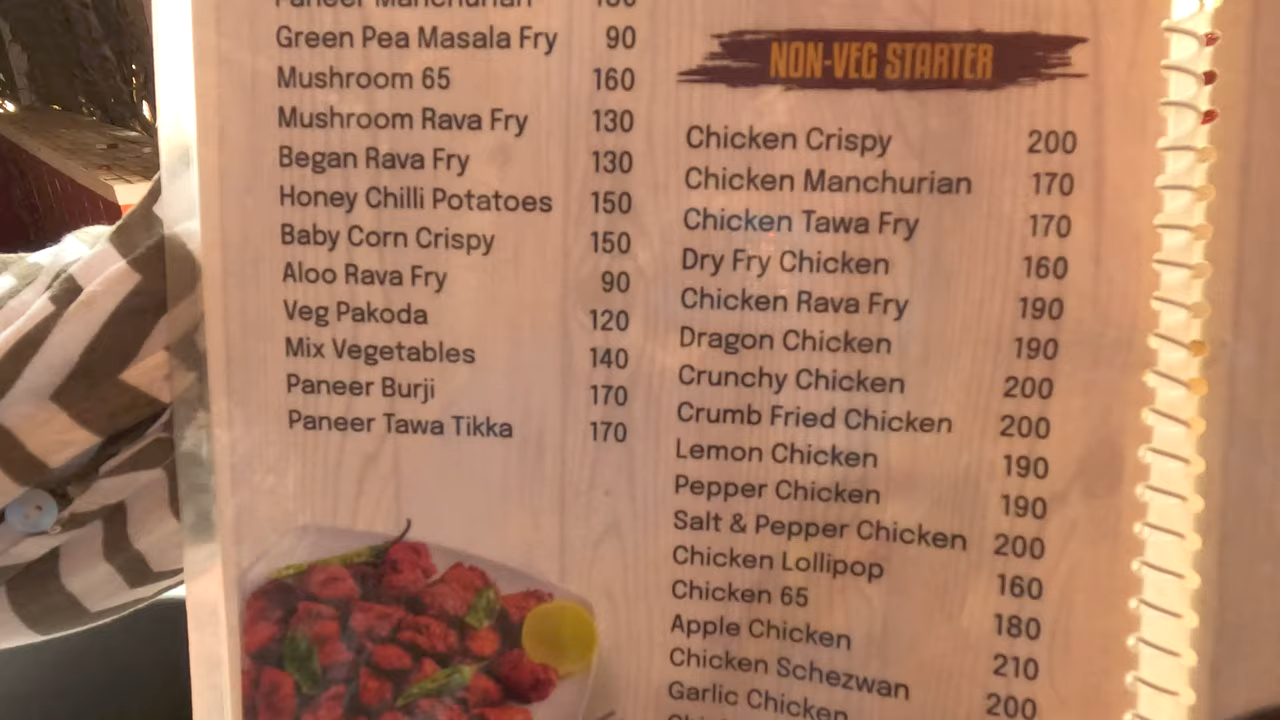 Paneer Manchurian
Green Pea Masala Fry 90
Mushroom 65 160
Mushroom Rava Fry 130
Began Rava Fry 130
Honey Chilli Potatoes 150
Baby Corn Crispy 150
Aloo Rava Fry 90
Veg Pakoda 120
Mix Vegetables 140
Paneer Burji 170
Paneer Tawa Tikka 170
NON-VEG STARTER
Chicken Crispy 200
Chicken Manchurian 170
Chicken Tawa Fry 170
Dry Fry Chicken 160
Chicken Rava Fry 190
Dragon Chicken 190
Crunchy Chicken 200
Crumb Fried Chicken 200
Lemon Chicken 190
Pepper Chicken 190
Salt & Pepper Chicken 200
Chicken Lollipop 160
Chicken 65 180
Apple Chicken 210
Chicken Schezwan 200
Garlic Chicken